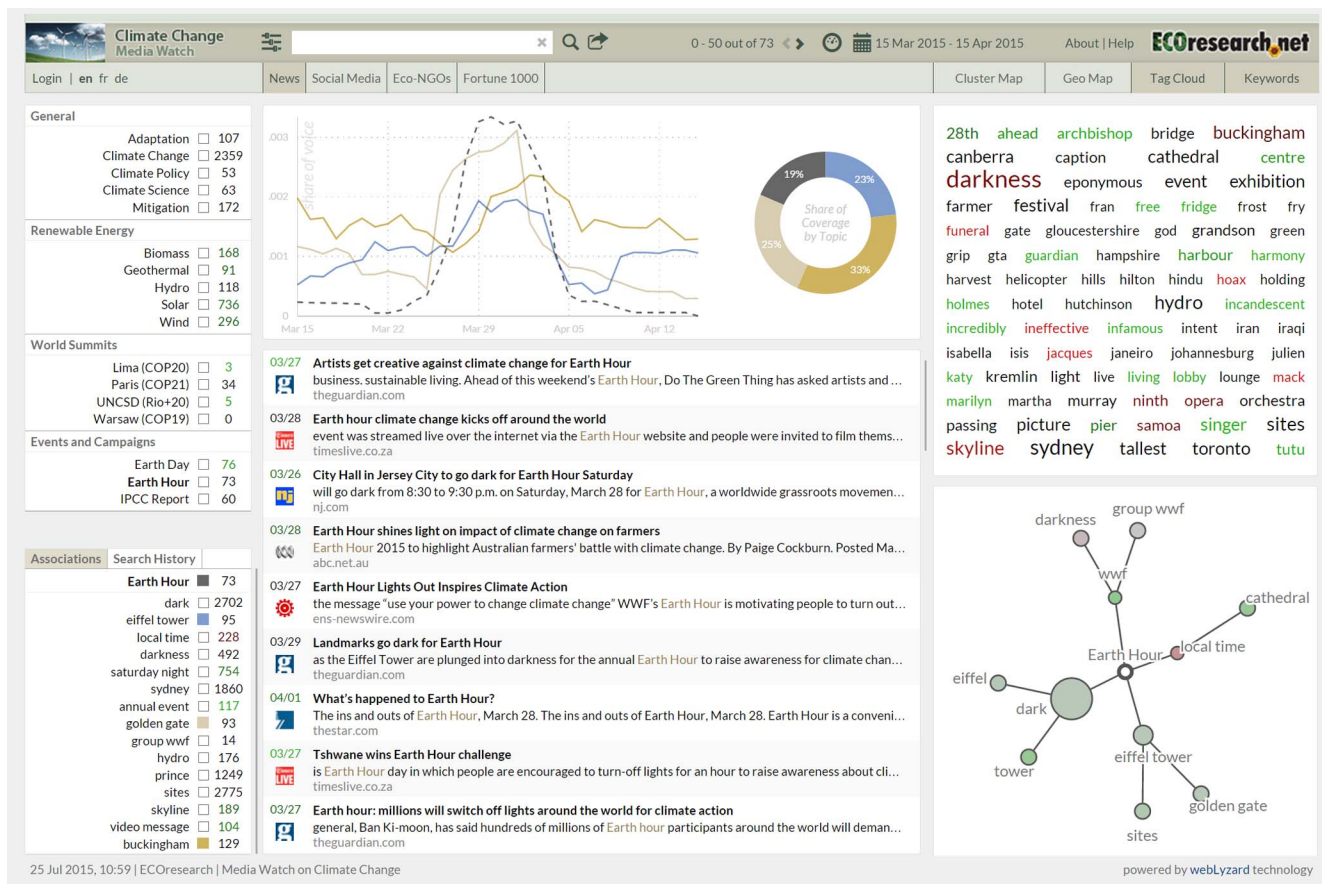 Climate Change
Media Watch
0 - 50 out of 73
15 Mar 2015 - 15 Apr 2015
About | Help
ECOresearch.net
Login | en fr de
News Social Media Eco-NGOs Fortune 1000
Cluster Map Geo Map Tag Cloud Keywords
General
Adaptation 107
Climate Change 2359
Climate Policy 53
Climate Science 63
Mitigation 172
Renewable Energy
Biomass 168
Geothermal 91
Hydro 118
Solar 736
Wind 296
World Summits
Lima (COP20) 3
Paris (COP21) 34
UNCSD (Rio+20) 5
Warsaw (COP19) 0
Events and Campaigns
Earth Day 76
Earth Hour 73
IPCC Report 60
Associations Search History
Earth Hour 73
dark 2702
eiffel tower 95
local time 228
darkness 492
saturday night 754
sydney 1860
annual event 117
golden gate 93
group wwf 14
hydro 176
prince 1249
sites 2775
skyline 189
video message 104
buckingham 129
share of voice
.003
.002
.001
0
Mar 15 Mar 22 Mar 29 Apr 05 Apr 12
19%
23%
25%
33%
Share of
Coverage
by Topic
03/27 Artists get creative against climate change for Earth Hour
business. sustainable living. Ahead of this weekend's Earth Hour, Do The Green Thing has asked artists and ...
theguardian.com
03/28 Earth hour climate change kicks off around the world
event was streamed live over the internet via the Earth Hour website and people were invited to film thems...
timeslive.co.za
03/26 City Hall in Jersey City to go dark for Earth Hour Saturday
will go dark from 8:30 to 9:30 p.m. on Saturday, March 28 for Earth Hour, a worldwide grassroots movemen...
nj.com
03/28 Earth Hour shines light on impact of climate change on farmers
Earth Hour 2015 to highlight Australian farmers' battle with climate change. By Paige Cockburn. Posted Ma...
abc.net.au
03/27 Earth Hour Lights Out Inspires Climate Action
the message "use your power to change climate change" WWF's Earth Hour is motivating people to turn out...
ens-newswire.com
03/29 Landmarks go dark for Earth Hour
as the Eiffel Tower are plunged into darkness for the annual Earth Hour to raise awareness for climate chan...
theguardian.com
04/01 What's happened to Earth Hour?
The ins and outs of Earth Hour, March 28. The ins and outs of Earth Hour, March 28. Earth Hour is a conveni...
thestar.com
03/27 Tshwane wins Earth Hour challenge
is Earth Hour day in which people are encouraged to turn-off lights for an hour to raise awareness about cli...
timeslive.co.za
03/27 Earth hour: millions will switch off lights around the world for climate action
general, Ban Ki-moon, has said hundreds of millions of Earth hour participants around the world will deman...
theguardian.com
28th ahead archbishop bridge buckingham
canberra caption cathedral centre
darkness eponymous event exhibition
farmer festival fran free fridge frost fry
funeral gate gloucestershire god grandson green
grip gta guardian hampshire harbour harmony
harvest helicopter hills hilton hindu hoax holding
holmes hotel hutchinson hydro incandescent
incredibly ineffective infamous intent iran iraqi
isabella isis jacques janeiro johannesburg julien
katy kremlin light live living lobby lounge mack
marilyn martha murray ninth opera orchestra
passing picture pier samoa singer sites
skyline sydney tallest toronto tutu
group wwf
darkness
wwf
cathedral
local time
Earth Hour
eiffel
dark
eiffel tower
tower
golden gate
sites
25 Jul 2015, 10:59 | ECOresearch | Media Watch on Climate Change
powered by webLyzard technology